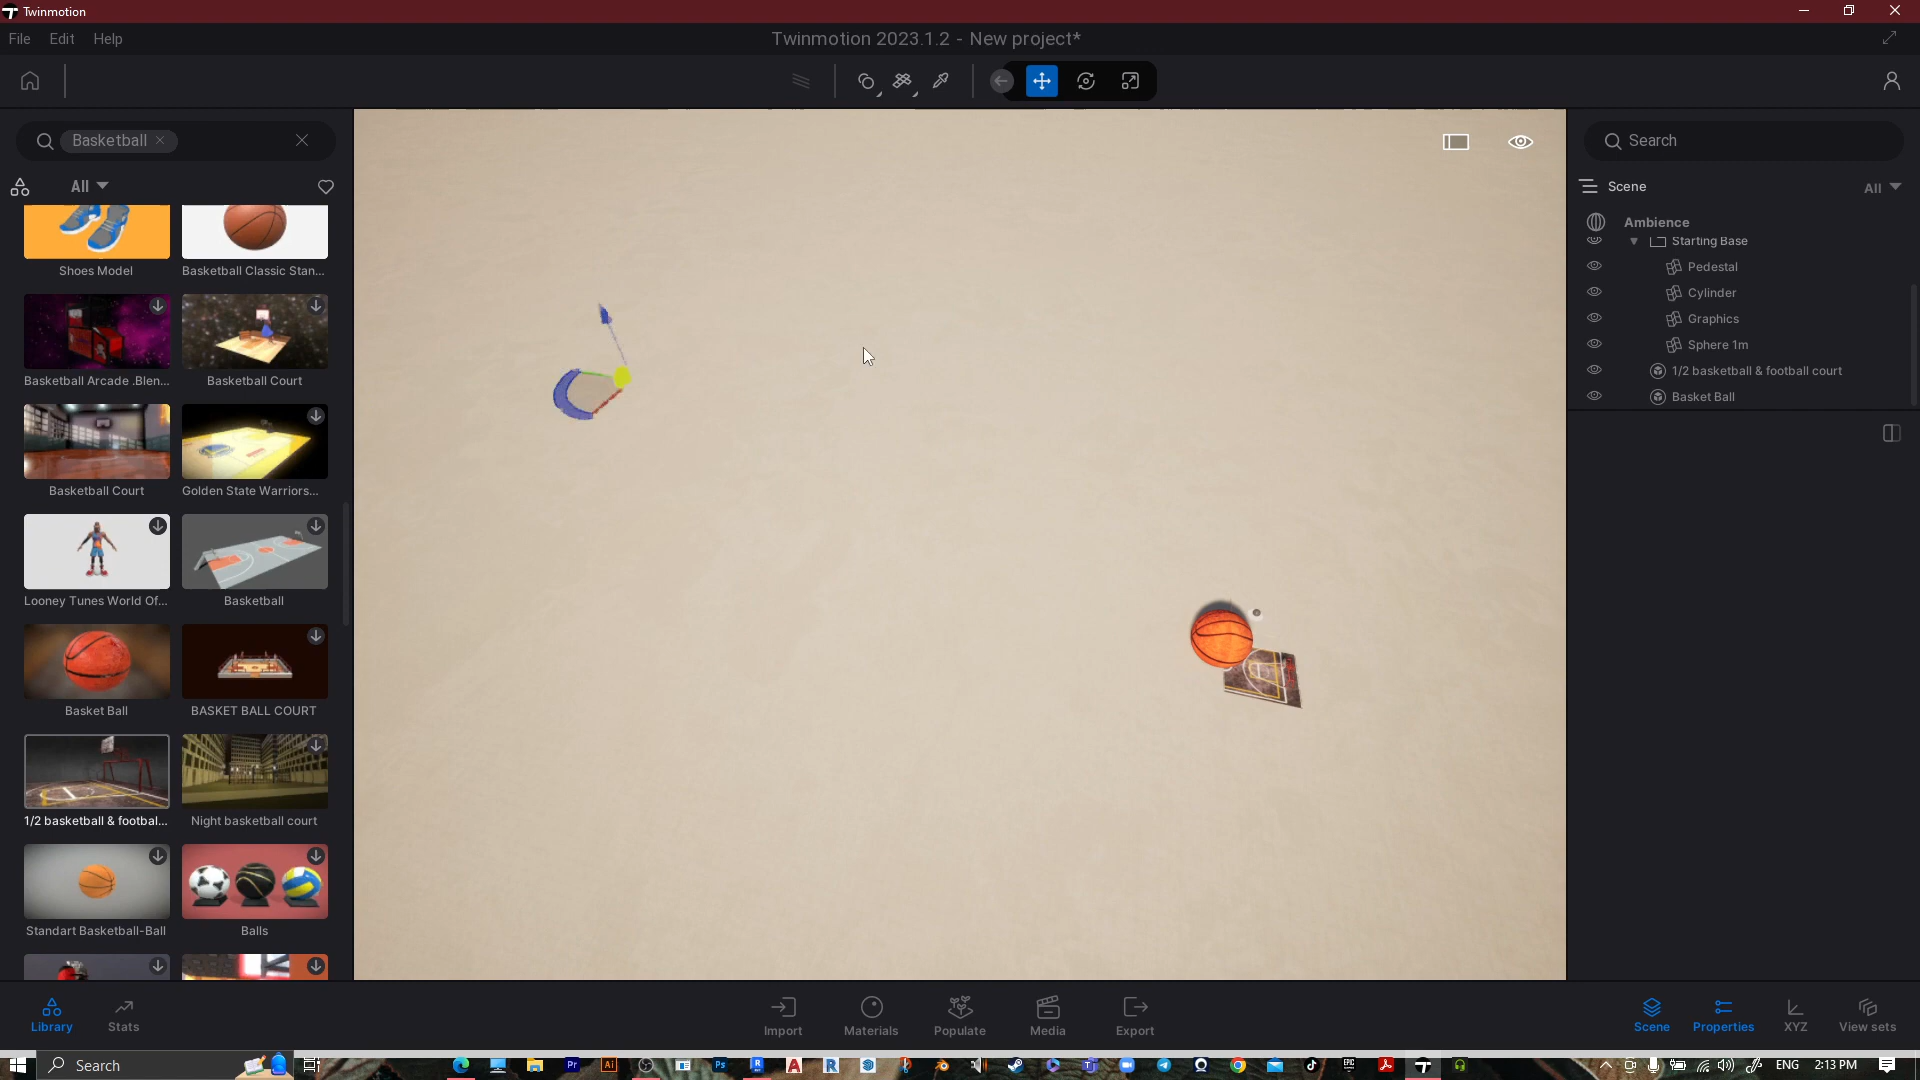 Twinmotion
File Edit Help
Twinmotion 2023.1.2 - New project*
Basketball
All
Shoes Model
Basketball Classic Stan...
Basketball Arcade .Blen...
Basketball Court
Basketball Court
Golden State Warriors...
Looney Tunes World Of...
Basketball
Basket Ball
BASKET BALL COURT
1/2 basketball & footbal...
Night basketball court
Standart Basketball-Ball
Balls
Search
Scene
All
Ambience
Starting Base
Pedestal
Cylinder
Graphics
Sphere 1m
1/2 basketball & football court
Basket Ball
Library
Stats
Import
Materials
Populate
Media
Export
Scene
Properties
XYZ
View sets
Search
Pr
Ai
Ps
R
A
R
EPIC
ENG
2:13 PM